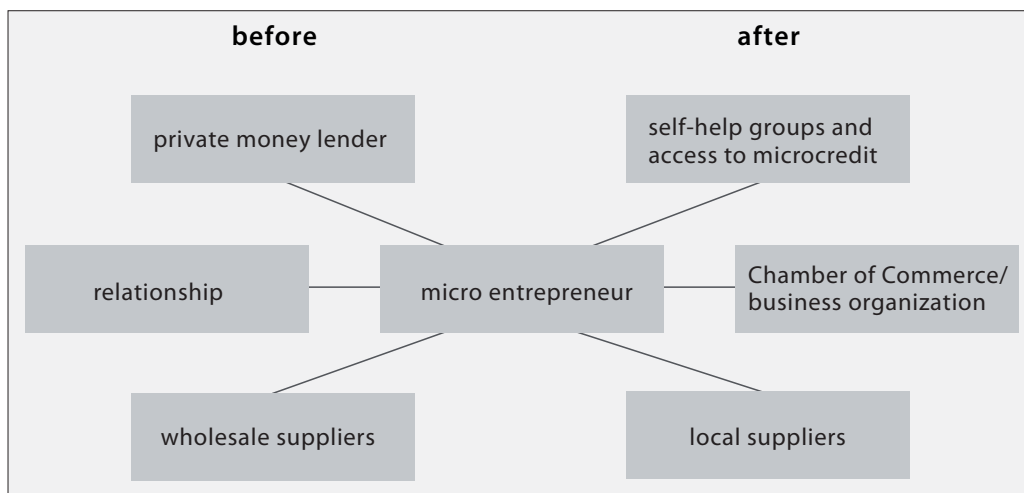 before
after
private money lender
self-help groups and
access to microcredit
relationship
micro entrepreneur
Chamber of Commerce/
business organization
wholesale suppliers
local suppliers